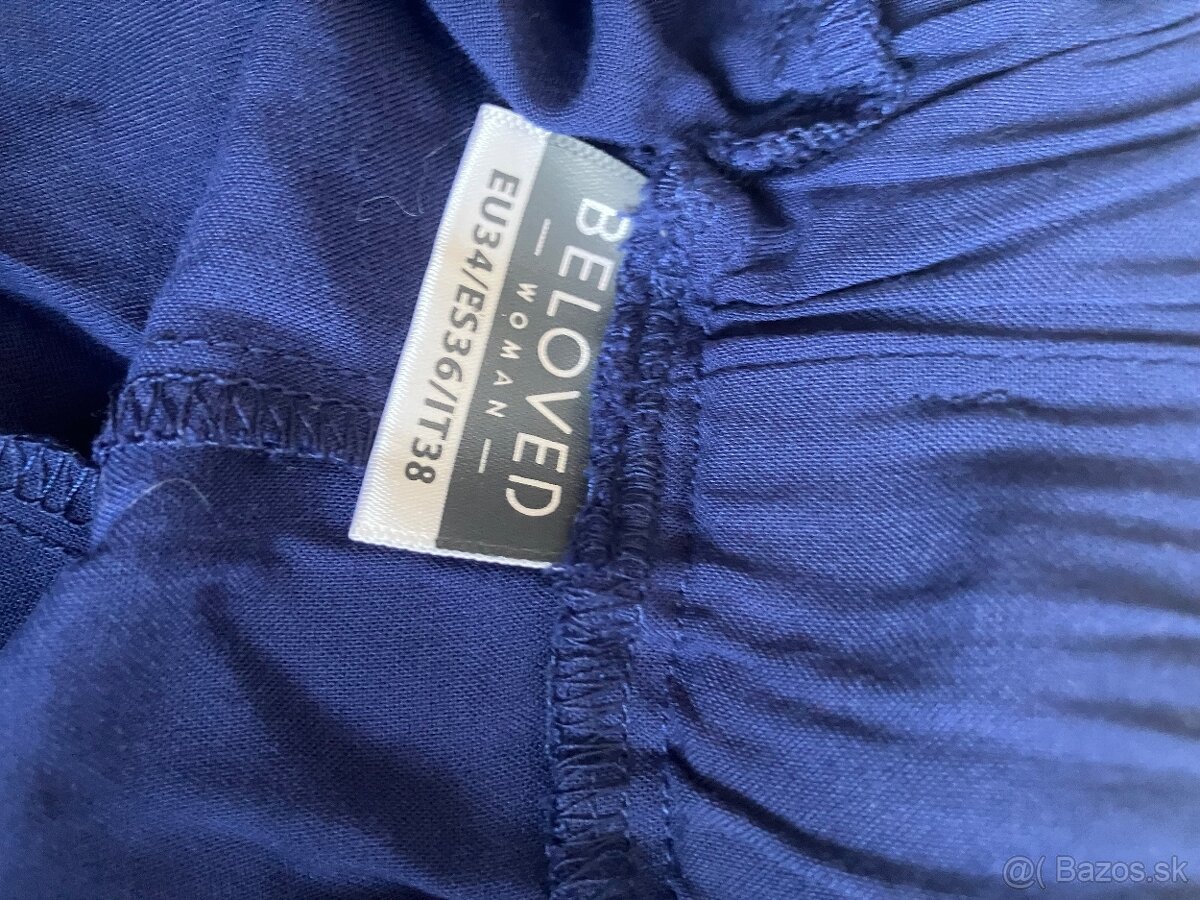 BELOVED
WOMAN
EU34/ES36/IT38
@( Bazos.sk